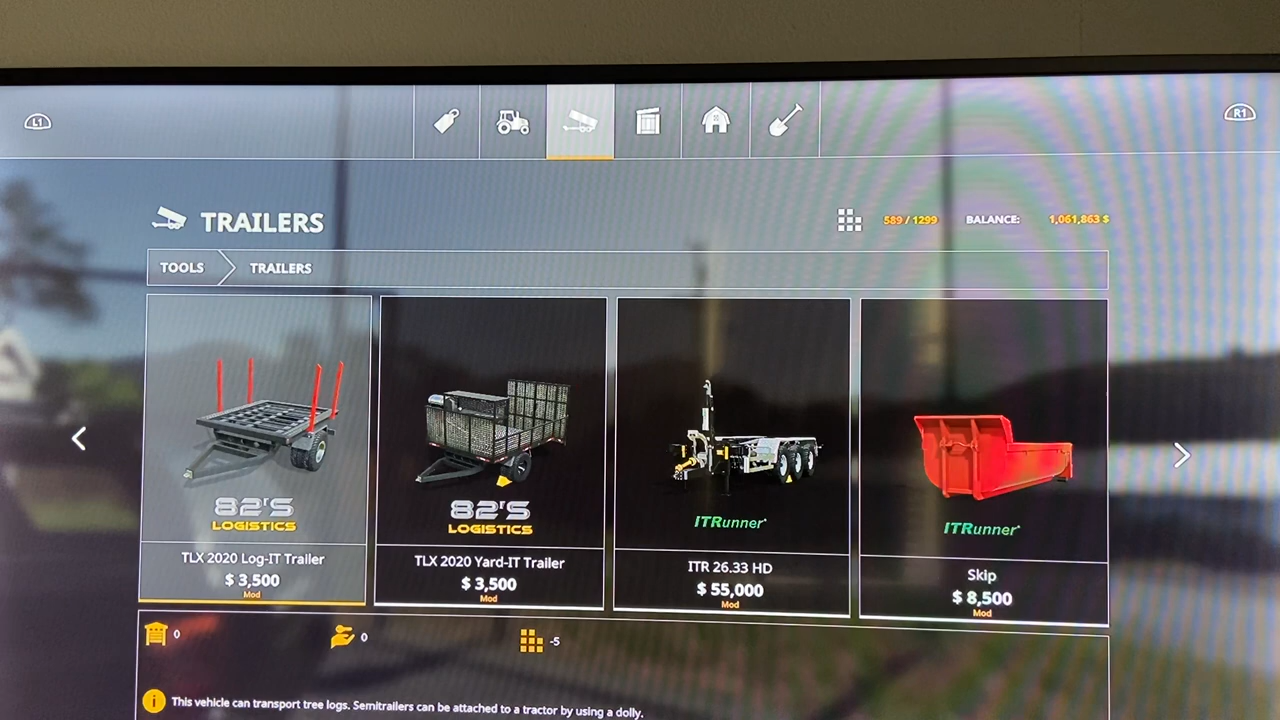 L1
R1
TRAILERS
589 / 1299
BALANCE:
1,061,863 $
TOOLS
TRAILERS
82'S
LOGISTICS
TLX 2020 Log-IT Trailer
$ 3,500
Mod
82'S
LOGISTICS
TLX 2020 Yard-IT Trailer
$ 3,500
Mod
ITRunner
ITR 26.33 HD
$ 55,000
Mod
ITRunner
Skip
$ 8,500
Mod
0
0
-5
This vehicle can transport tree logs. Semitrailers can be attached to a tractor by using a dolly.